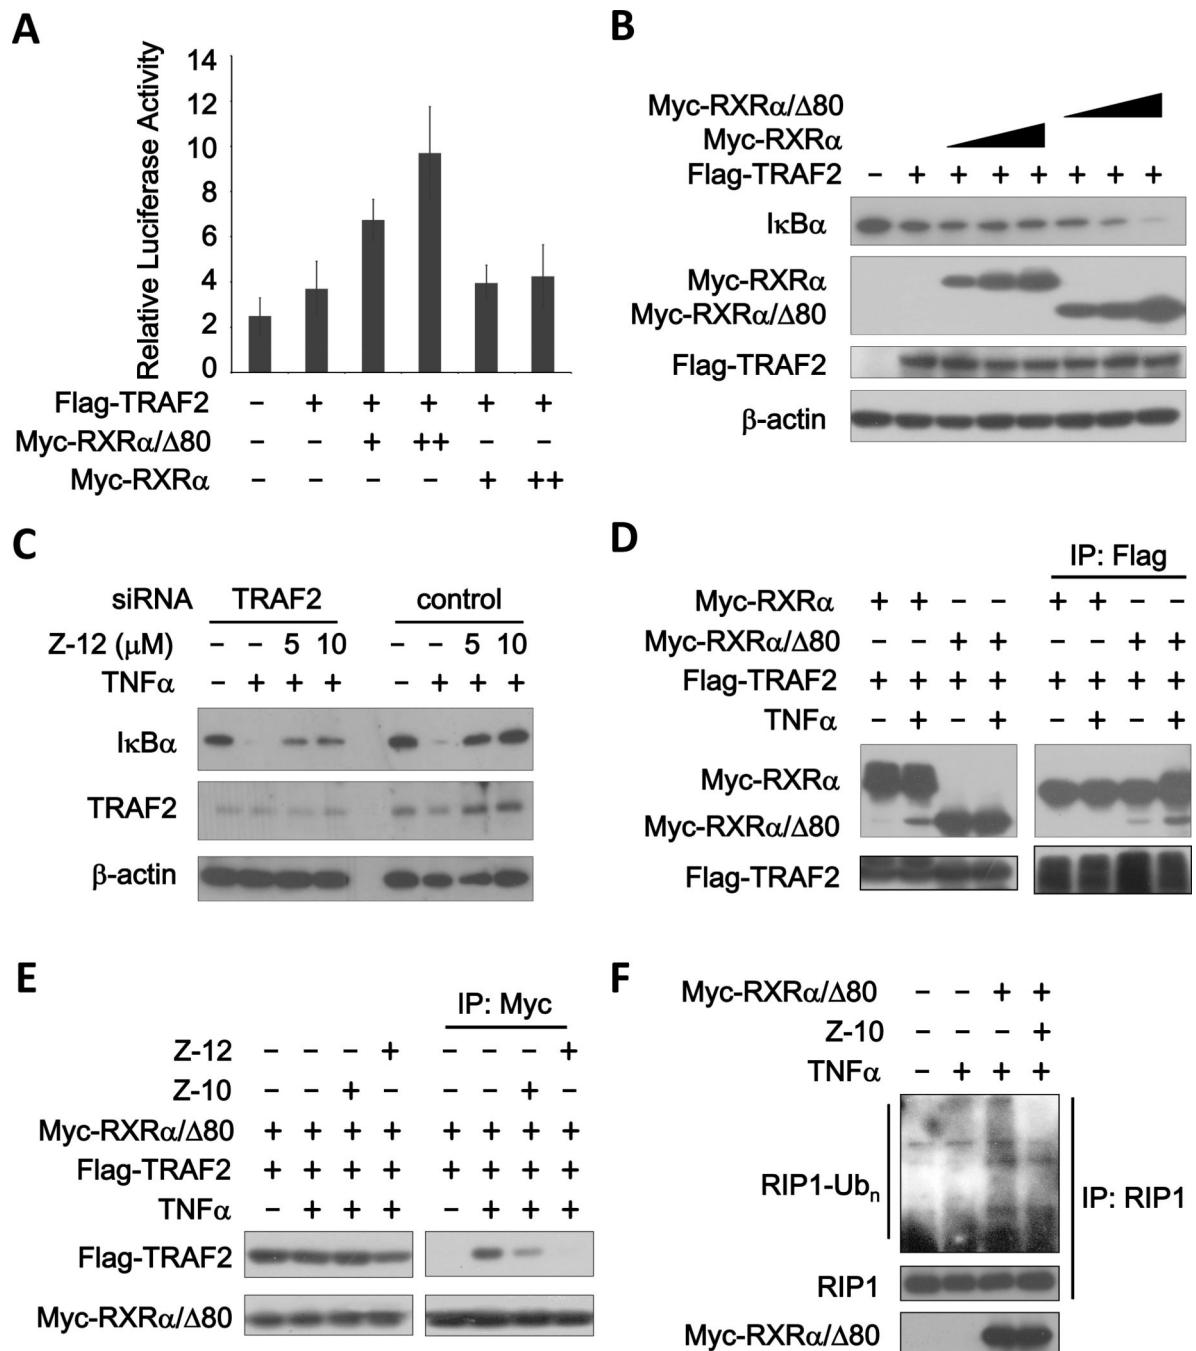 A
Relative Luciferase Activity
14
12
10
8
6
4
2
0
Flag-TRAF2 – + + + + +
Myc-RXRα/Δ80 – – + ++ – –
Myc-RXRα – – – – + ++
B
Myc-RXRα/Δ80
Myc-RXRα
Flag-TRAF2 – + + + + + + +
IκBα
Myc-RXRα
Myc-RXRα/Δ80
Flag-TRAF2
β-actin
C
siRNA TRAF2 control
Z-12 (μM) – – 5 10 – – 5 10
TNFα – + + + – + + +
IκBα
TRAF2
β-actin
D
IP: Flag
Myc-RXRα + + – – + + – –
Myc-RXRα/Δ80 – – + + – – + +
Flag-TRAF2 + + + + + + + +
TNFα – + – + – + – +
Myc-RXRα
Myc-RXRα/Δ80
Flag-TRAF2
E
IP: Myc
Z-12 – – – + – – – +
Z-10 – – + – – – + –
Myc-RXRα/Δ80 + + + + + + + +
Flag-TRAF2 + + + + + + + +
TNFα – + + + – + + +
Flag-TRAF2
Myc-RXRα/Δ80
F
Myc-RXRα/Δ80 – – + +
Z-10 – – – +
TNFα – + + +
RIP1-Ubn
IP: RIP1
RIP1
Myc-RXRα/Δ80